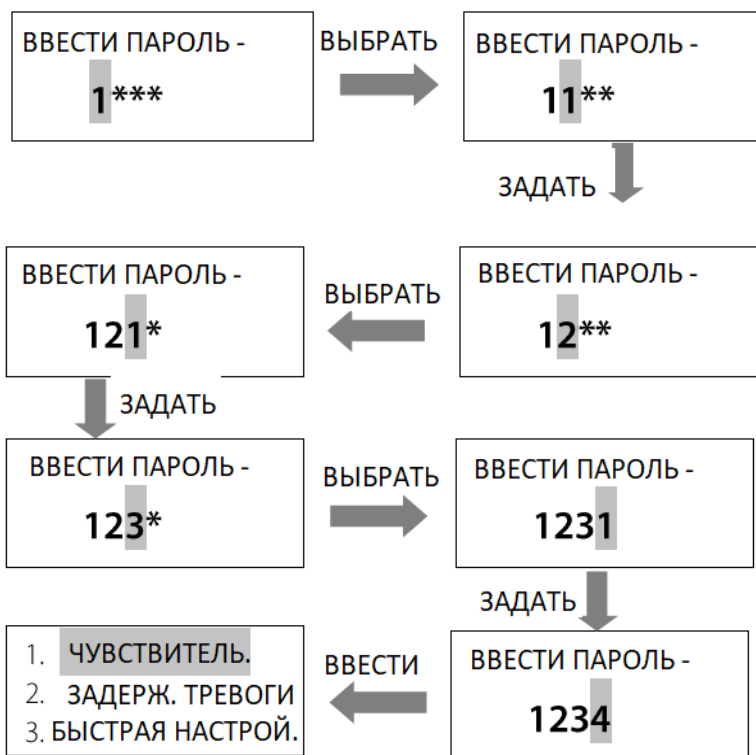 ВВЕСТИ ПАРОЛЬ -
1***
ВЫБРАТЬ
ВВЕСТИ ПАРОЛЬ -
11**
ЗАДАТЬ
ВВЕСТИ ПАРОЛЬ -
12**
ВЫБРАТЬ
ВВЕСТИ ПАРОЛЬ -
121*
ЗАДАТЬ
ВВЕСТИ ПАРОЛЬ -
123*
ВЫБРАТЬ
ВВЕСТИ ПАРОЛЬ -
1231
ЗАДАТЬ
ВВЕСТИ ПАРОЛЬ -
1234
ВВЕСТИ
1. ЧУВСТВИТЕЛЬ.
2. ЗАДЕРЖ. ТРЕВОГИ
3. БЫСТРАЯ НАСТРОЙ.